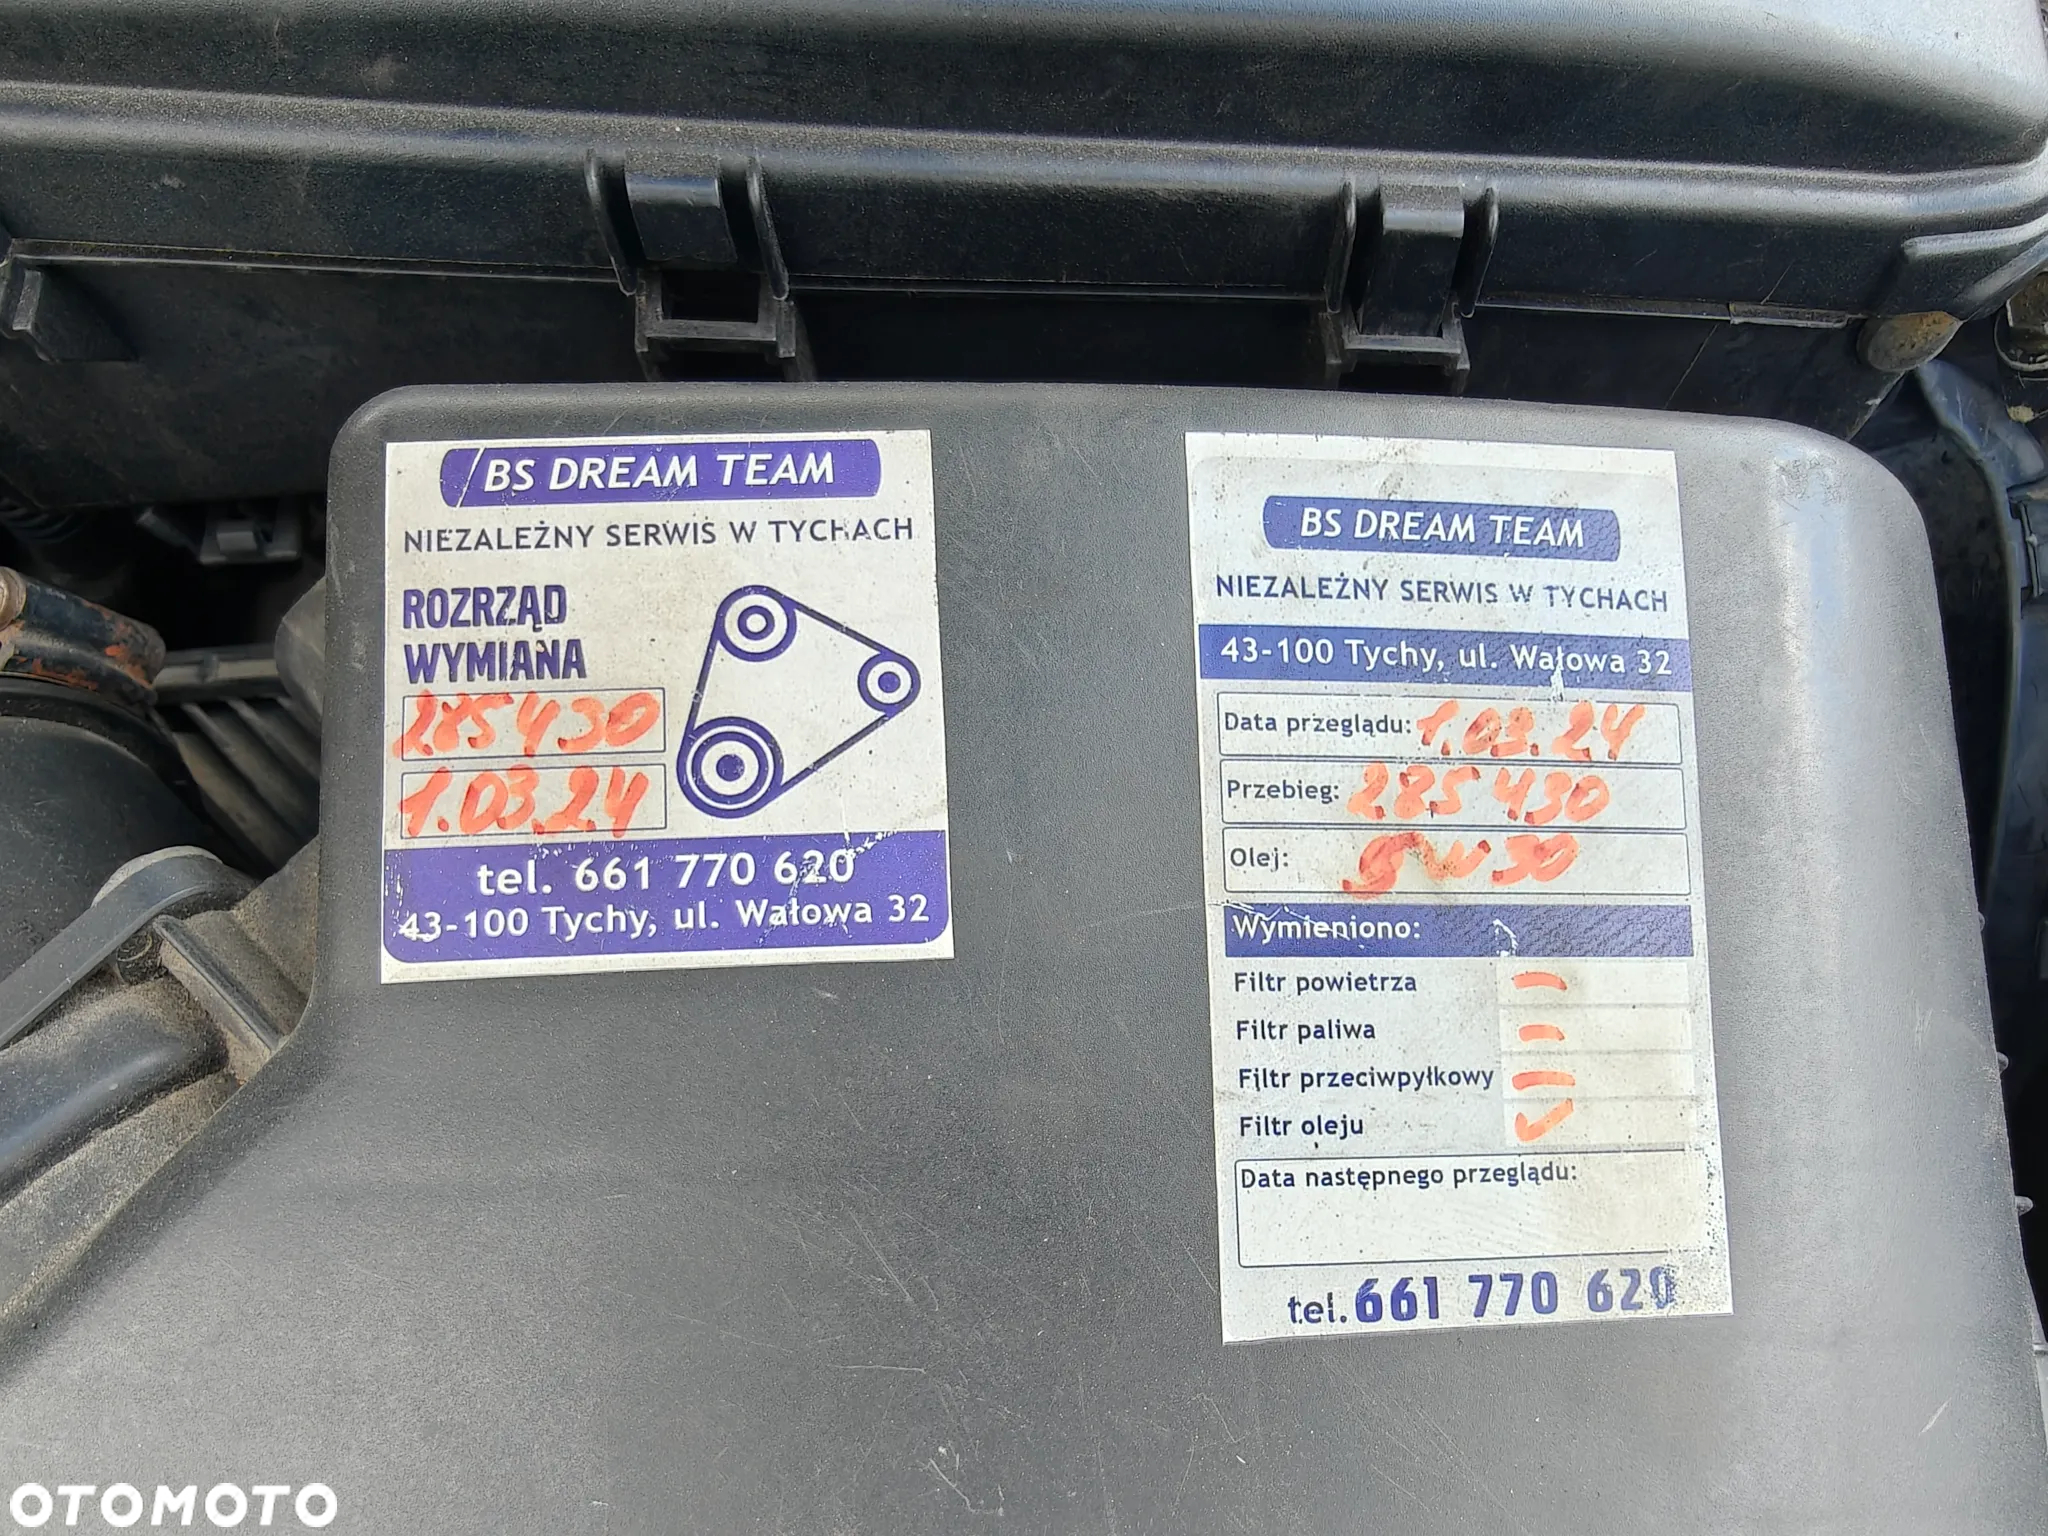 BS DREAM TEAM
NIEZALEŻNY SERWIS W TYCHACH
ROZRZĄD
WYMIANA
285430
1.03.24
tel. 661 770 620
43-100 Tychy, ul. Wałowa 32
BS DREAM TEAM
NIEZALEŻNY SERWIS W TYCHACH
43-100 Tychy, ul. Wałowa 32
Data przeglądu: 1.03.24
Przebieg: 285430
Olej: 5w30
Wymieniono:
Filtr powietrza –
Filtr paliwa –
Filtr przeciwpyłkowy –
Filtr oleju ✓
Data następnego przeglądu:
tel. 661 770 620
OTOMOTO